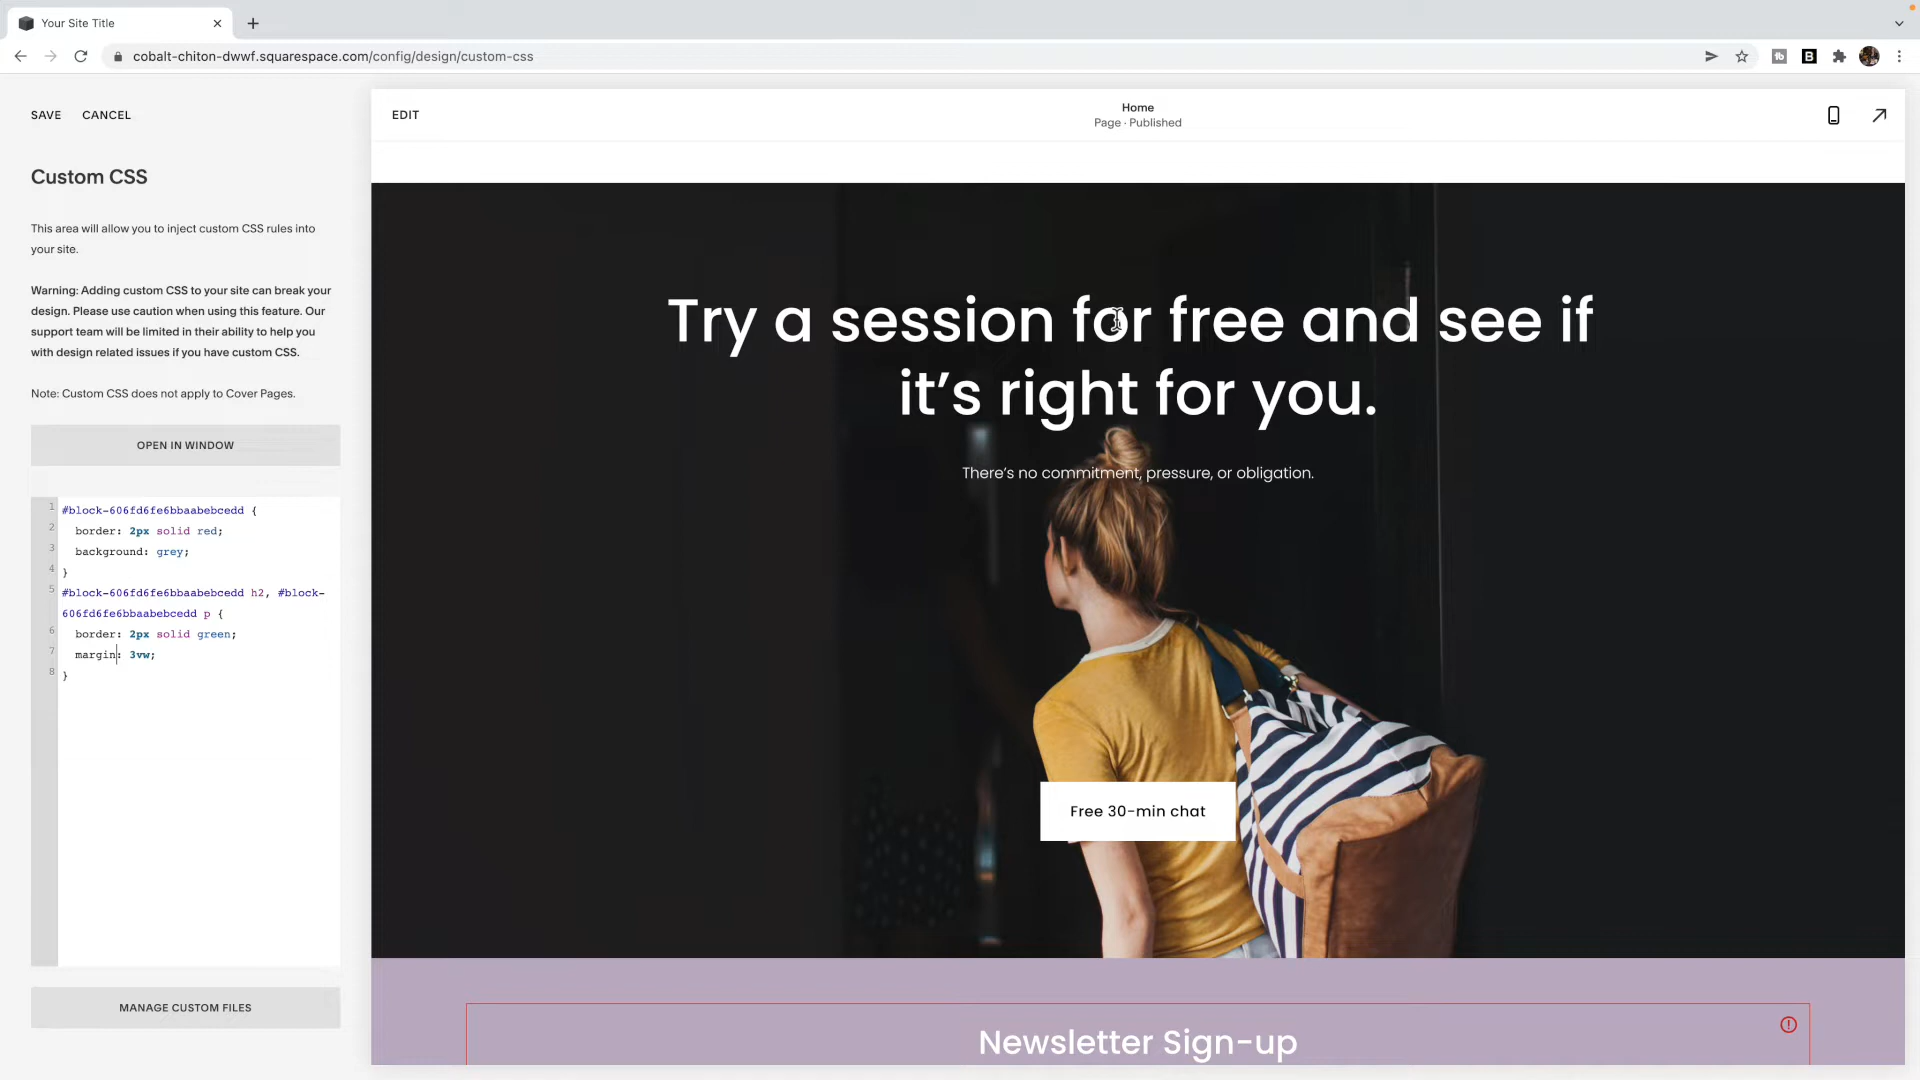 Your Site Title
cobalt-chiton-dwwf.squarespace.com/config/design/custom-css
SAVE CANCEL
EDIT
Home
Page · Published
Custom CSS
This area will allow you to inject custom CSS rules into
your site.
Warning: Adding custom CSS to your site can break your
design. Please use caution when using this feature. Our
support team will be limited in their ability to help you
with design related issues if you have custom CSS.
Note: Custom CSS does not apply to Cover Pages.
OPEN IN WINDOW
1 #block-606fd6fe6bbaabebcedd {
2 border: 2px solid red;
3 background: grey;
4 }
5 #block-606fd6fe6bbaabebcedd h2, #block-
606fd6fe6bbaabebcedd p {
6 border: 2px solid green;
7 margin: 3vw;
8 }
MANAGE CUSTOM FILES
Try a session for free and see if
it’s right for you.
There’s no commitment, pressure, or obligation.
Free 30-min chat
Newsletter Sign-up